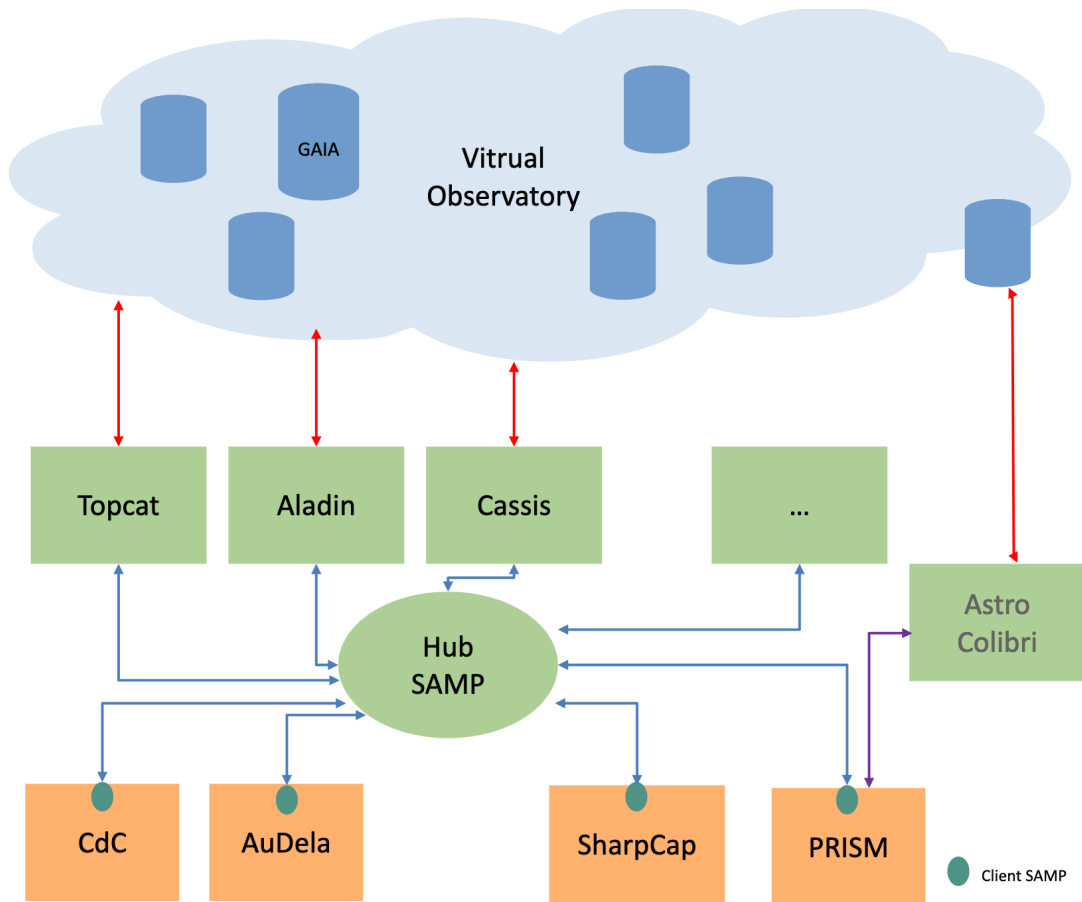 GAIA
Vitrual
Observatory
Topcat
Aladin
Cassis
...
Astro
Colibri
Hub
SAMP
CdC
AuDela
SharpCap
PRISM
Client SAMP